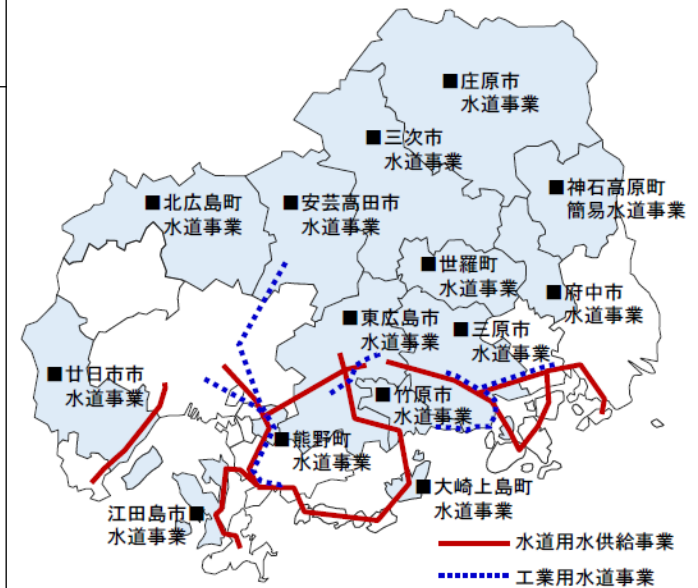 ■庄原市
水道事業
■三次市
水道事業
■神石高原町
簡易水道事業
■北広島町
水道事業
■安芸高田市
水道事業
■世羅町
水道事業
■府中市
水道事業
■東広島市
水道事業
■三原市
水道事業
■廿日市市
水道事業
■竹原市
水道事業
■熊野町
水道事業
■大崎上島町
水道事業
江田島市■
水道事業
水道用水供給事業
工業用水道事業